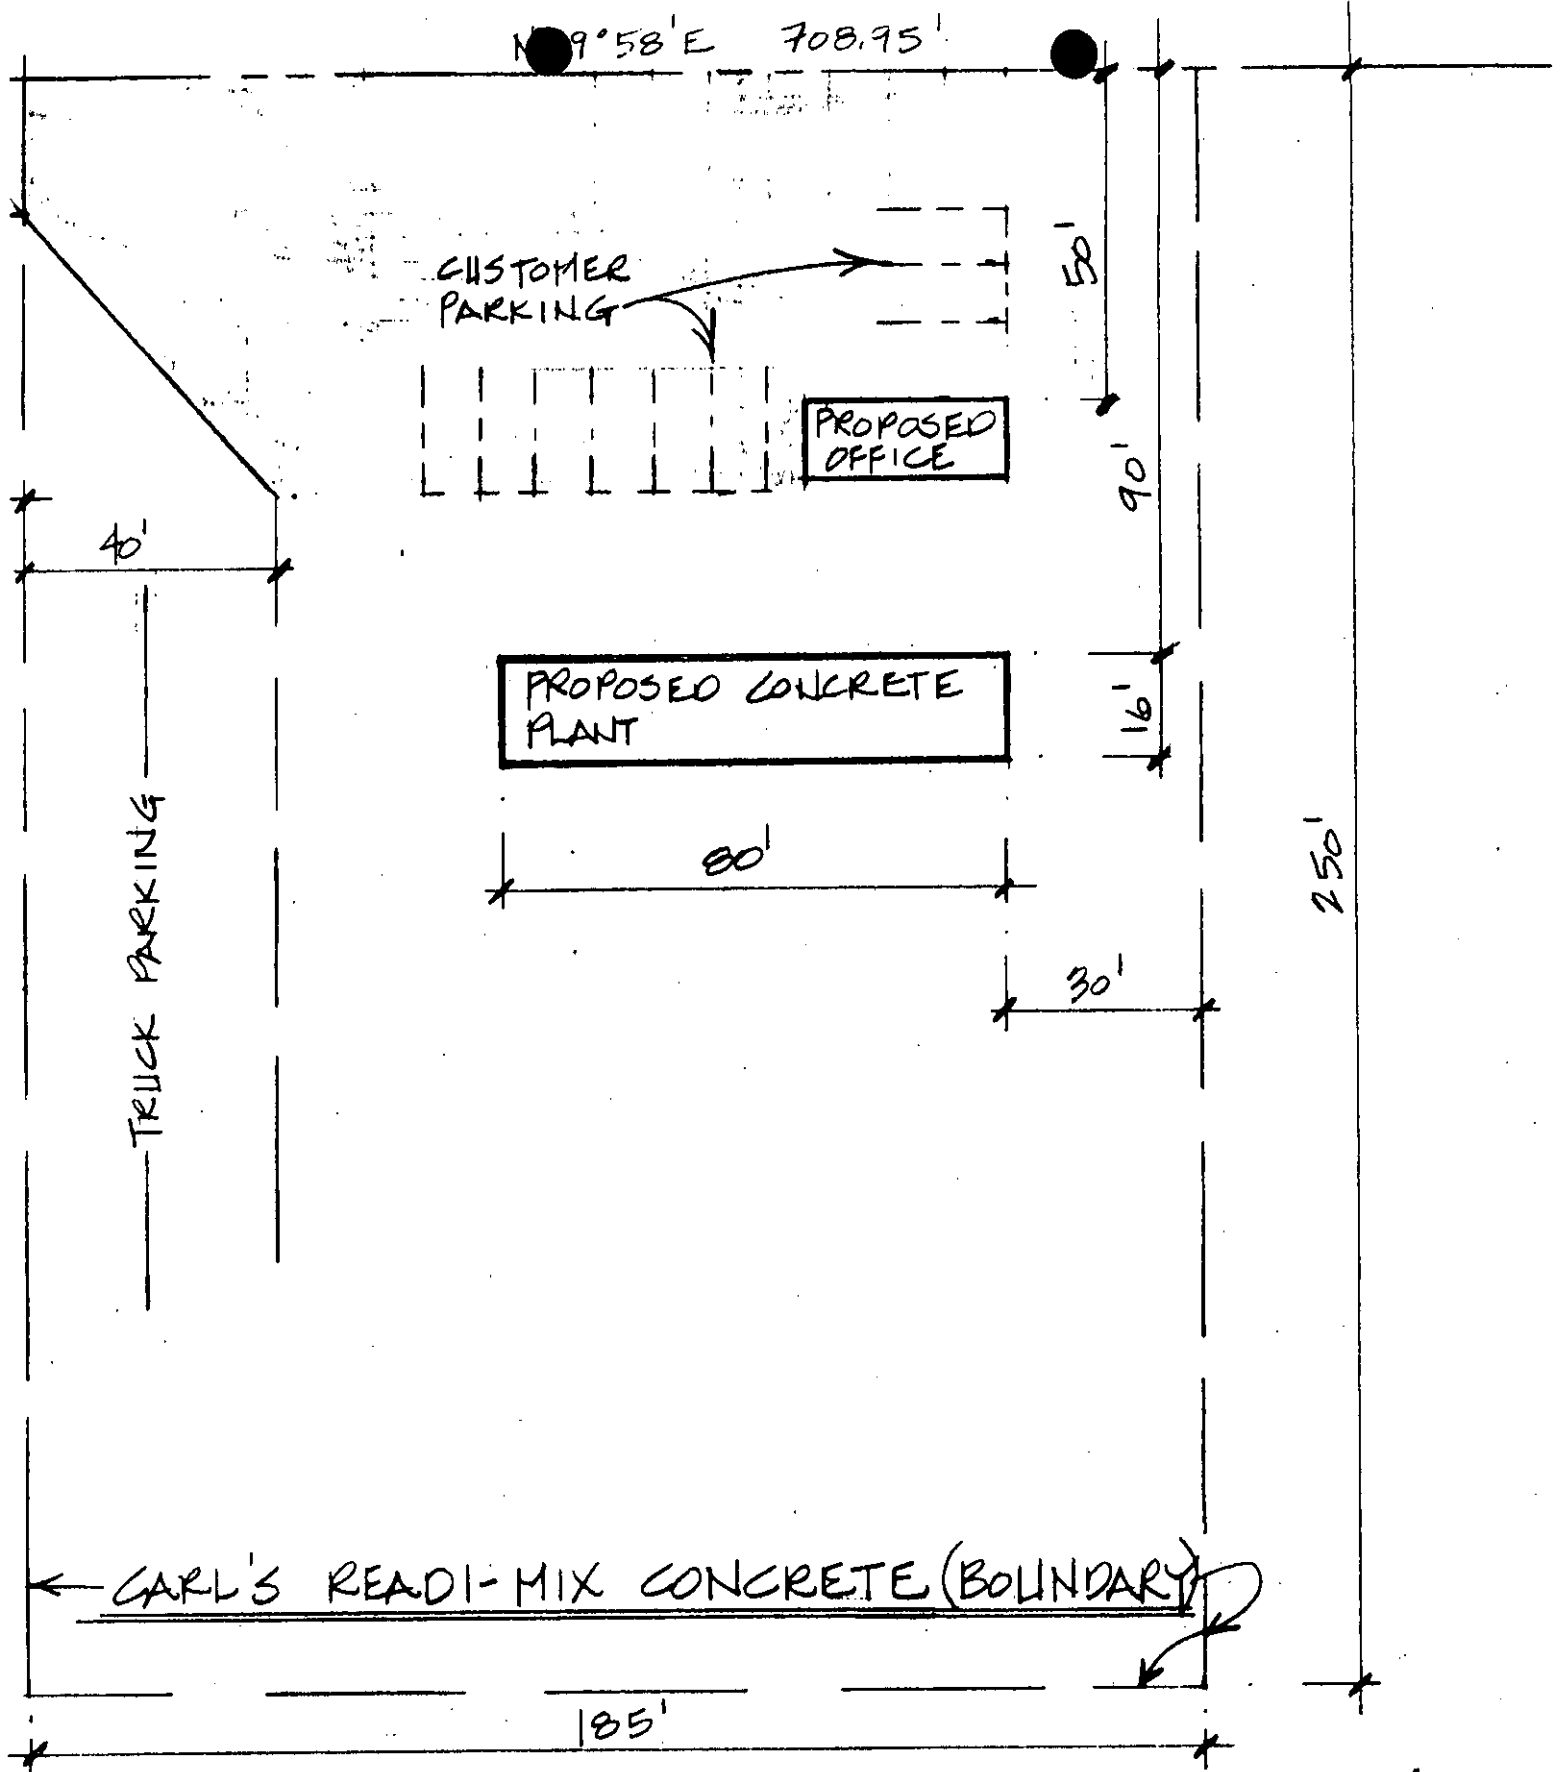 9°58'E 708.95'
CUSTOMER
PARKING
50'
PROPOSED
OFFICE
90'
40'
PROPOSED CONCRETE
PLANT
16'
TRUCK PARKING
80'
250'
30'
CARL'S READI-MIX CONCRETE (BOUNDARY)
185'